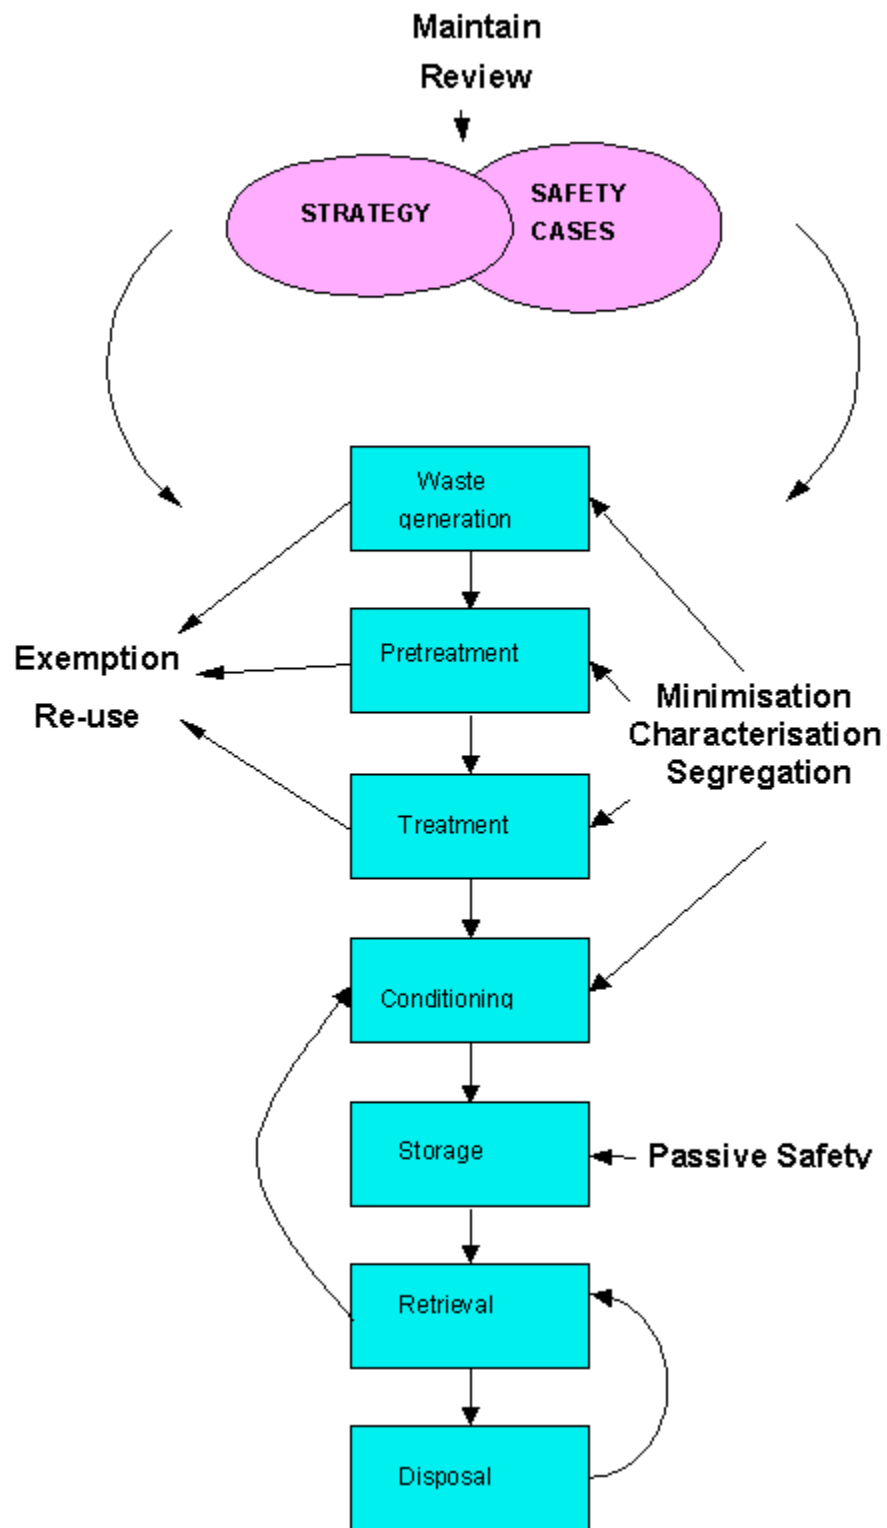 Maintain
Review
STRATEGY
SAFETY
CASES
Waste
generation
Pretreatment
Exemption
Re-use
Minimisation
Characterisation
Segregation
Treatment
Conditioning
Storage
Passive Safety
Retrieval
Disposal